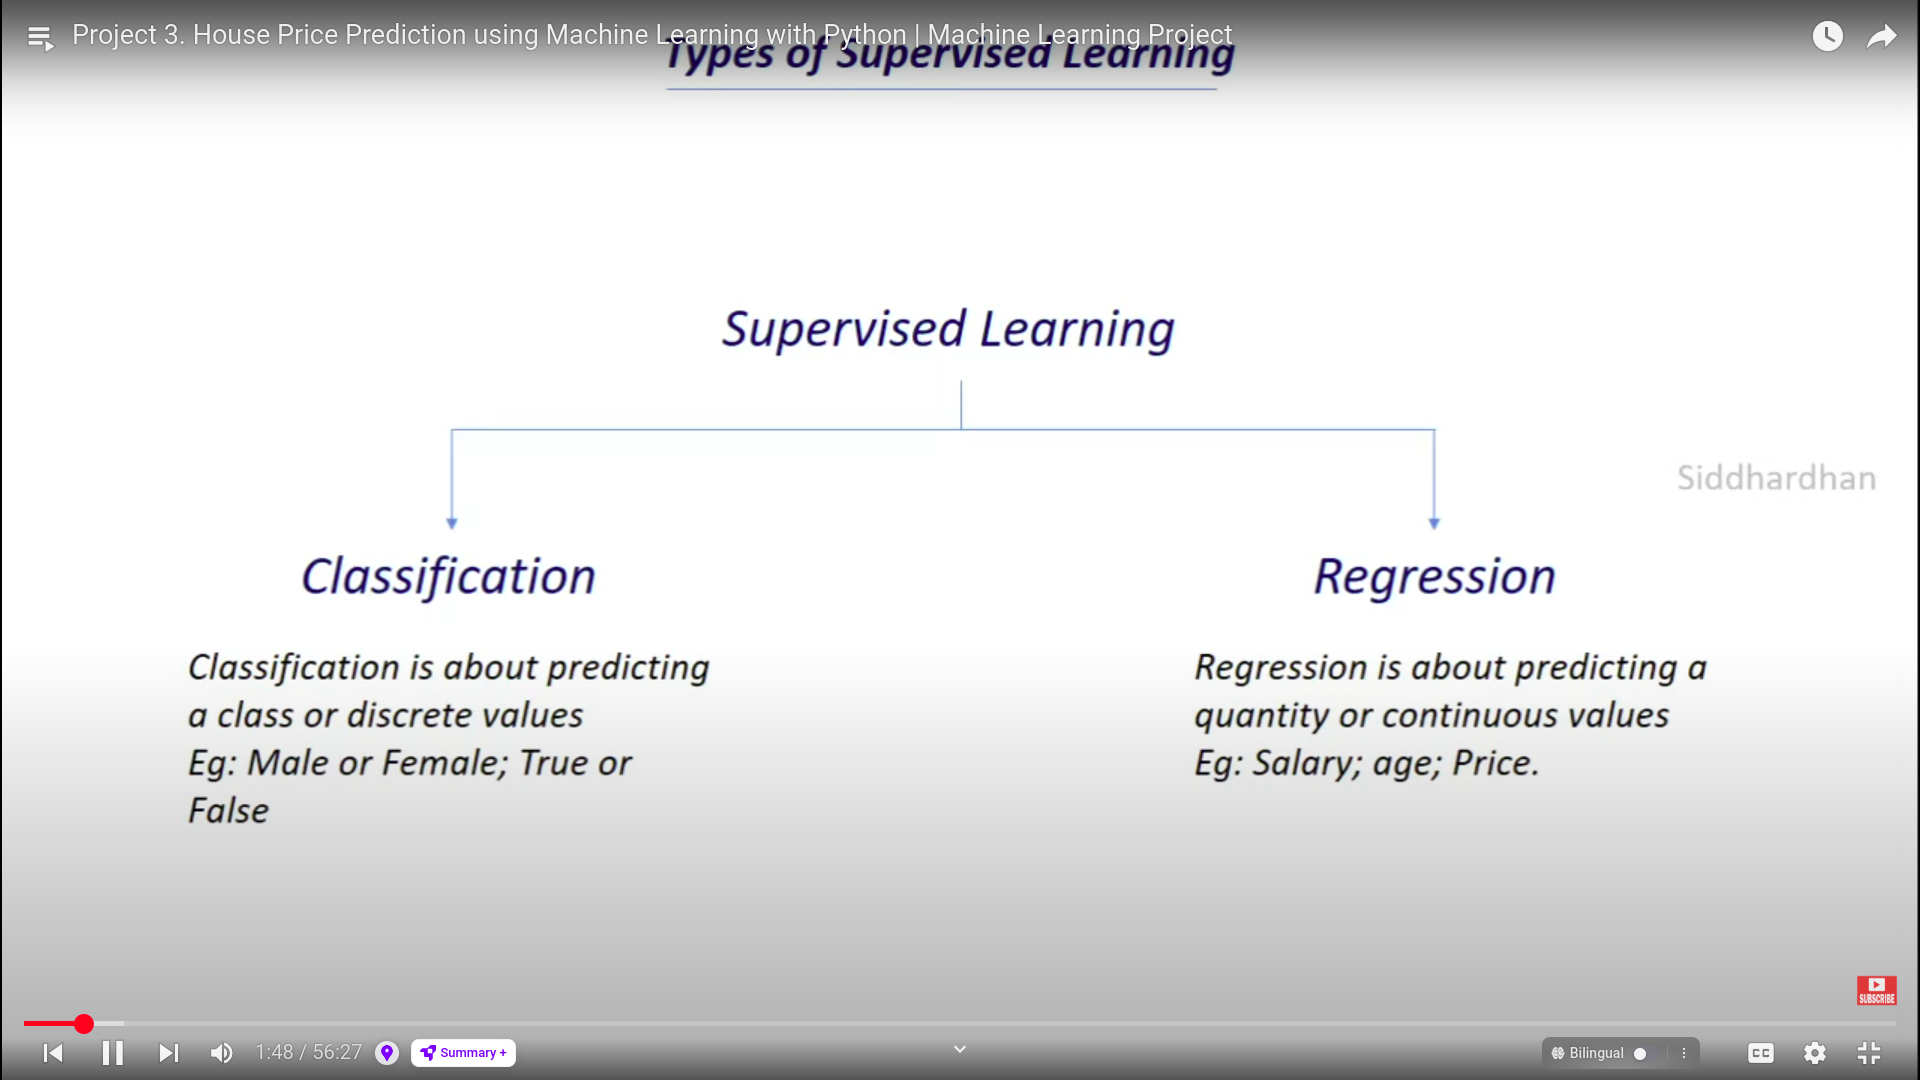 Project 3. House Price Prediction using Machine Learning with Python | Machine Learning Project
Types of Supervised Learning
Supervised Learning
Siddhardhan
Classification
Regression
Classification is about predicting
a class or discrete values
Eg: Male or Female; True or
False
Regression is about predicting a
quantity or continuous values
Eg: Salary; age; Price.
SUBSCRIBE
1:48 / 56:27
Summary +
Bilingual
CC